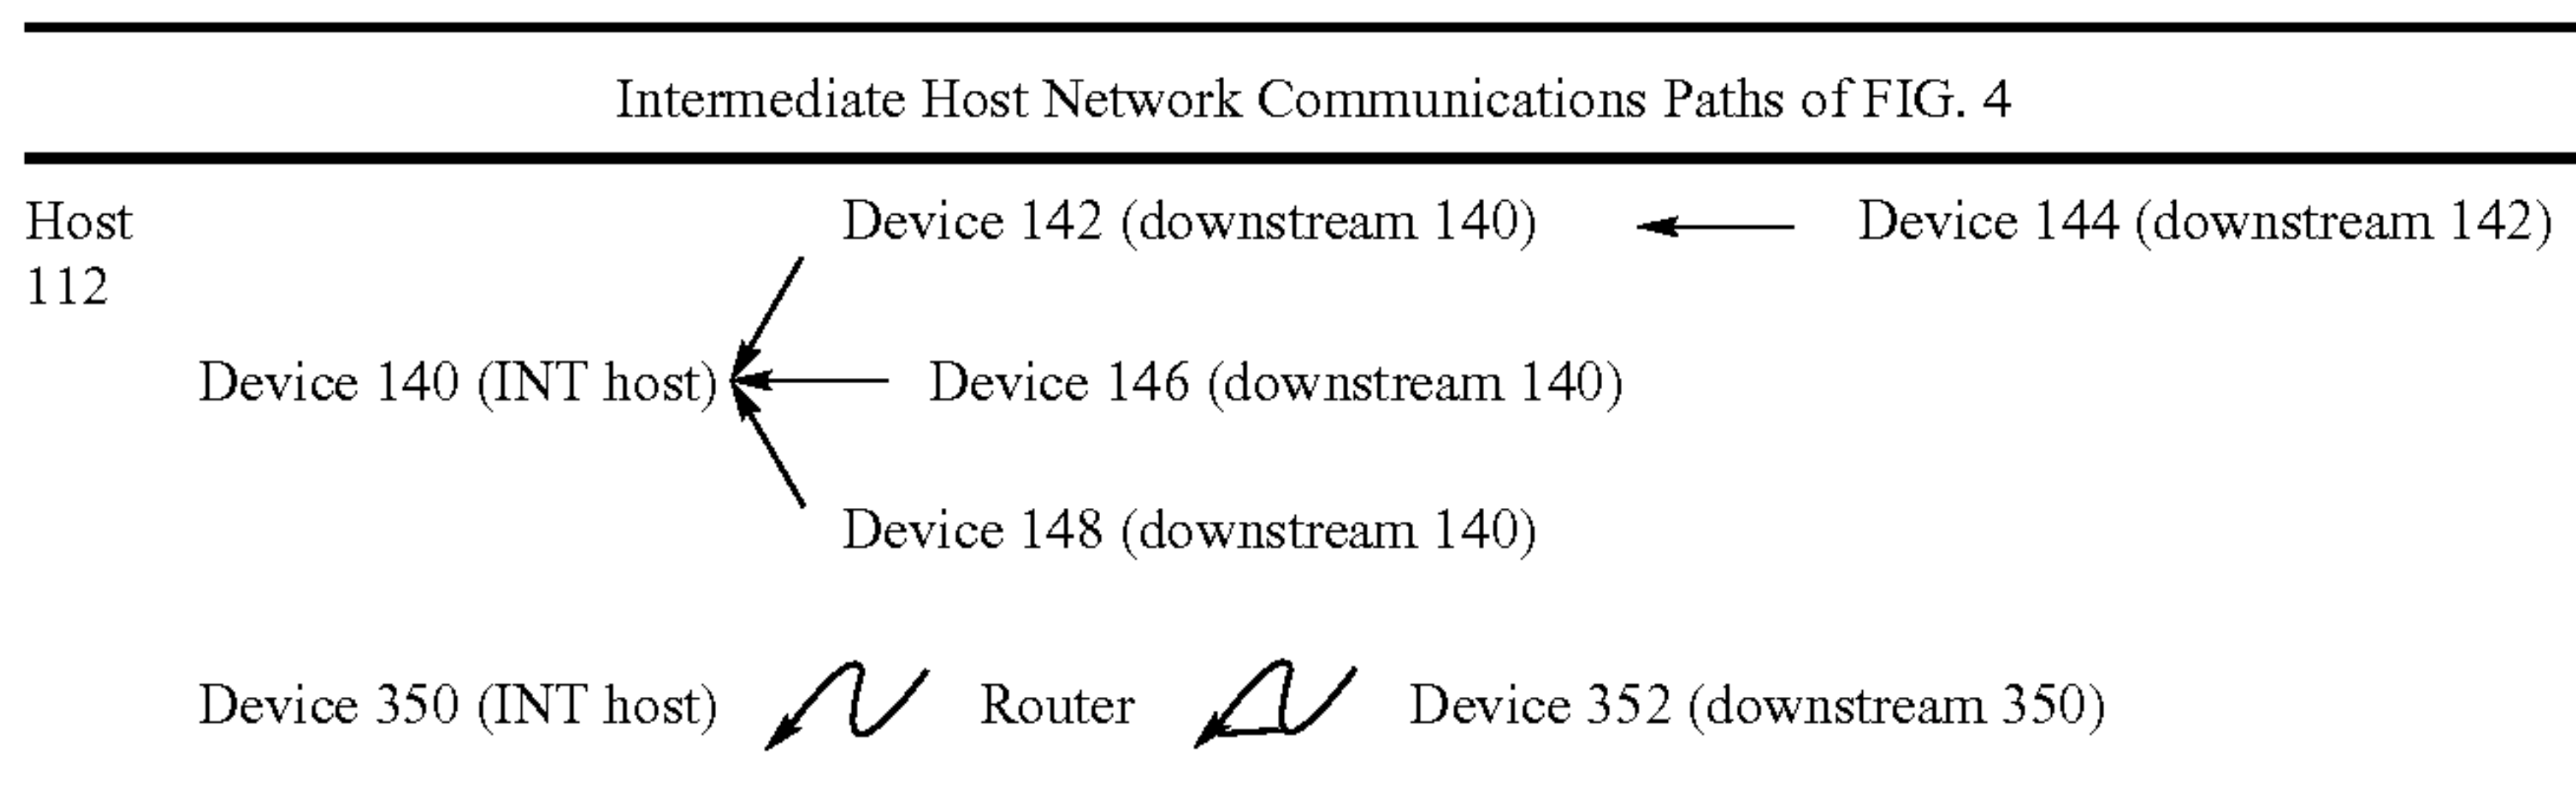 Intermediate Host Network Communications Paths of FIG. 4
Host
112
Device 142 (downstream 140)
Device 144 (downstream 142)
Device 140 (INT host)
Device 146 (downstream 140)
Device 148 (downstream 140)
Device 350 (INT host)
Router
Device 352 (downstream 350)